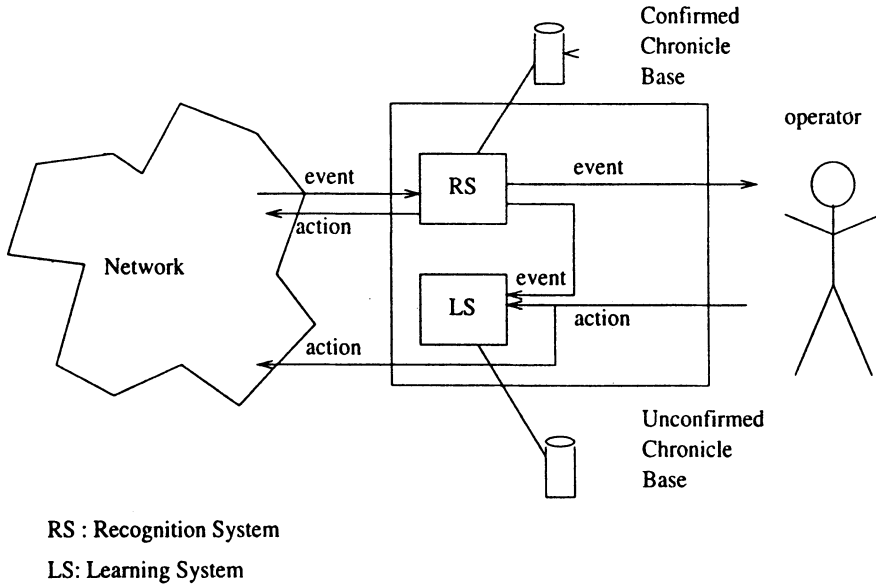 Confirmed
Chronicle
Base
operator
event
RS
event
action
Network
event
LS
action
action
Unconfirmed
Chronicle
Base
RS : Recognition System
LS: Learning System